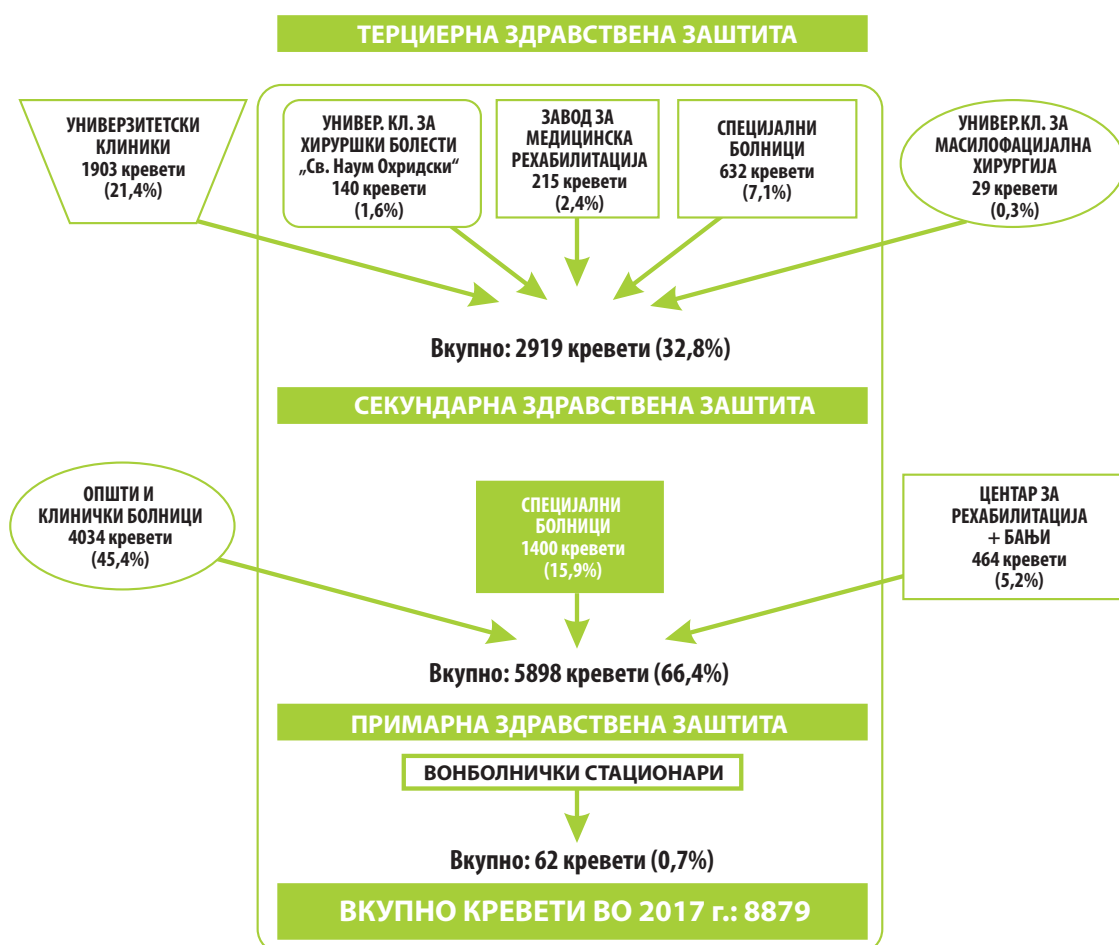 ТЕРЦИЕРНА ЗДРАВСТВЕНА ЗАШТИТА
УНИВЕРЗИТЕТСКИ
КЛИНИКИ
1903 кревети
(21,4%)
УНИВЕР. КЛ. ЗА
ХИРУРШКИ БОЛЕСТИ
„Св. Наум Охридски“
140 кревети
(1,6%)
ЗАВОД ЗА
МЕДИЦИНСКА
РЕХАБИЛИТАЦИЈА
215 кревети
(2,4%)
СПЕЦИЈАЛНИ
БОЛНИЦИ
632 кревети
(7,1%)
УНИВЕР.КЛ. ЗА
МАСИЛОФАЦИЈАЛНА
ХИРУРГИЈА
29 кревети
(0,3%)
Вкупно: 2919 кревети (32,8%)
СЕКУНДАРНА ЗДРАВСТВЕНА ЗАШТИТА
ОПШТИ И
КЛИНИЧКИ БОЛНИЦИ
4034 кревети
(45,4%)
СПЕЦИЈАЛНИ
БОЛНИЦИ
1400 кревети
(15,9%)
ЦЕНТАР ЗА
РЕХАБИЛИТАЦИЈА
+ БАЊИ
464 кревети
(5,2%)
Вкупно: 5898 кревети (66,4%)
ПРИМАРНА ЗДРАВСТВЕНА ЗАШТИТА
ВОНБОЛНИЧКИ СТАЦИОНАРИ
Вкупно: 62 кревети (0,7%)
ВКУПНО КРЕВЕТИ ВО 2017 г.: 8879